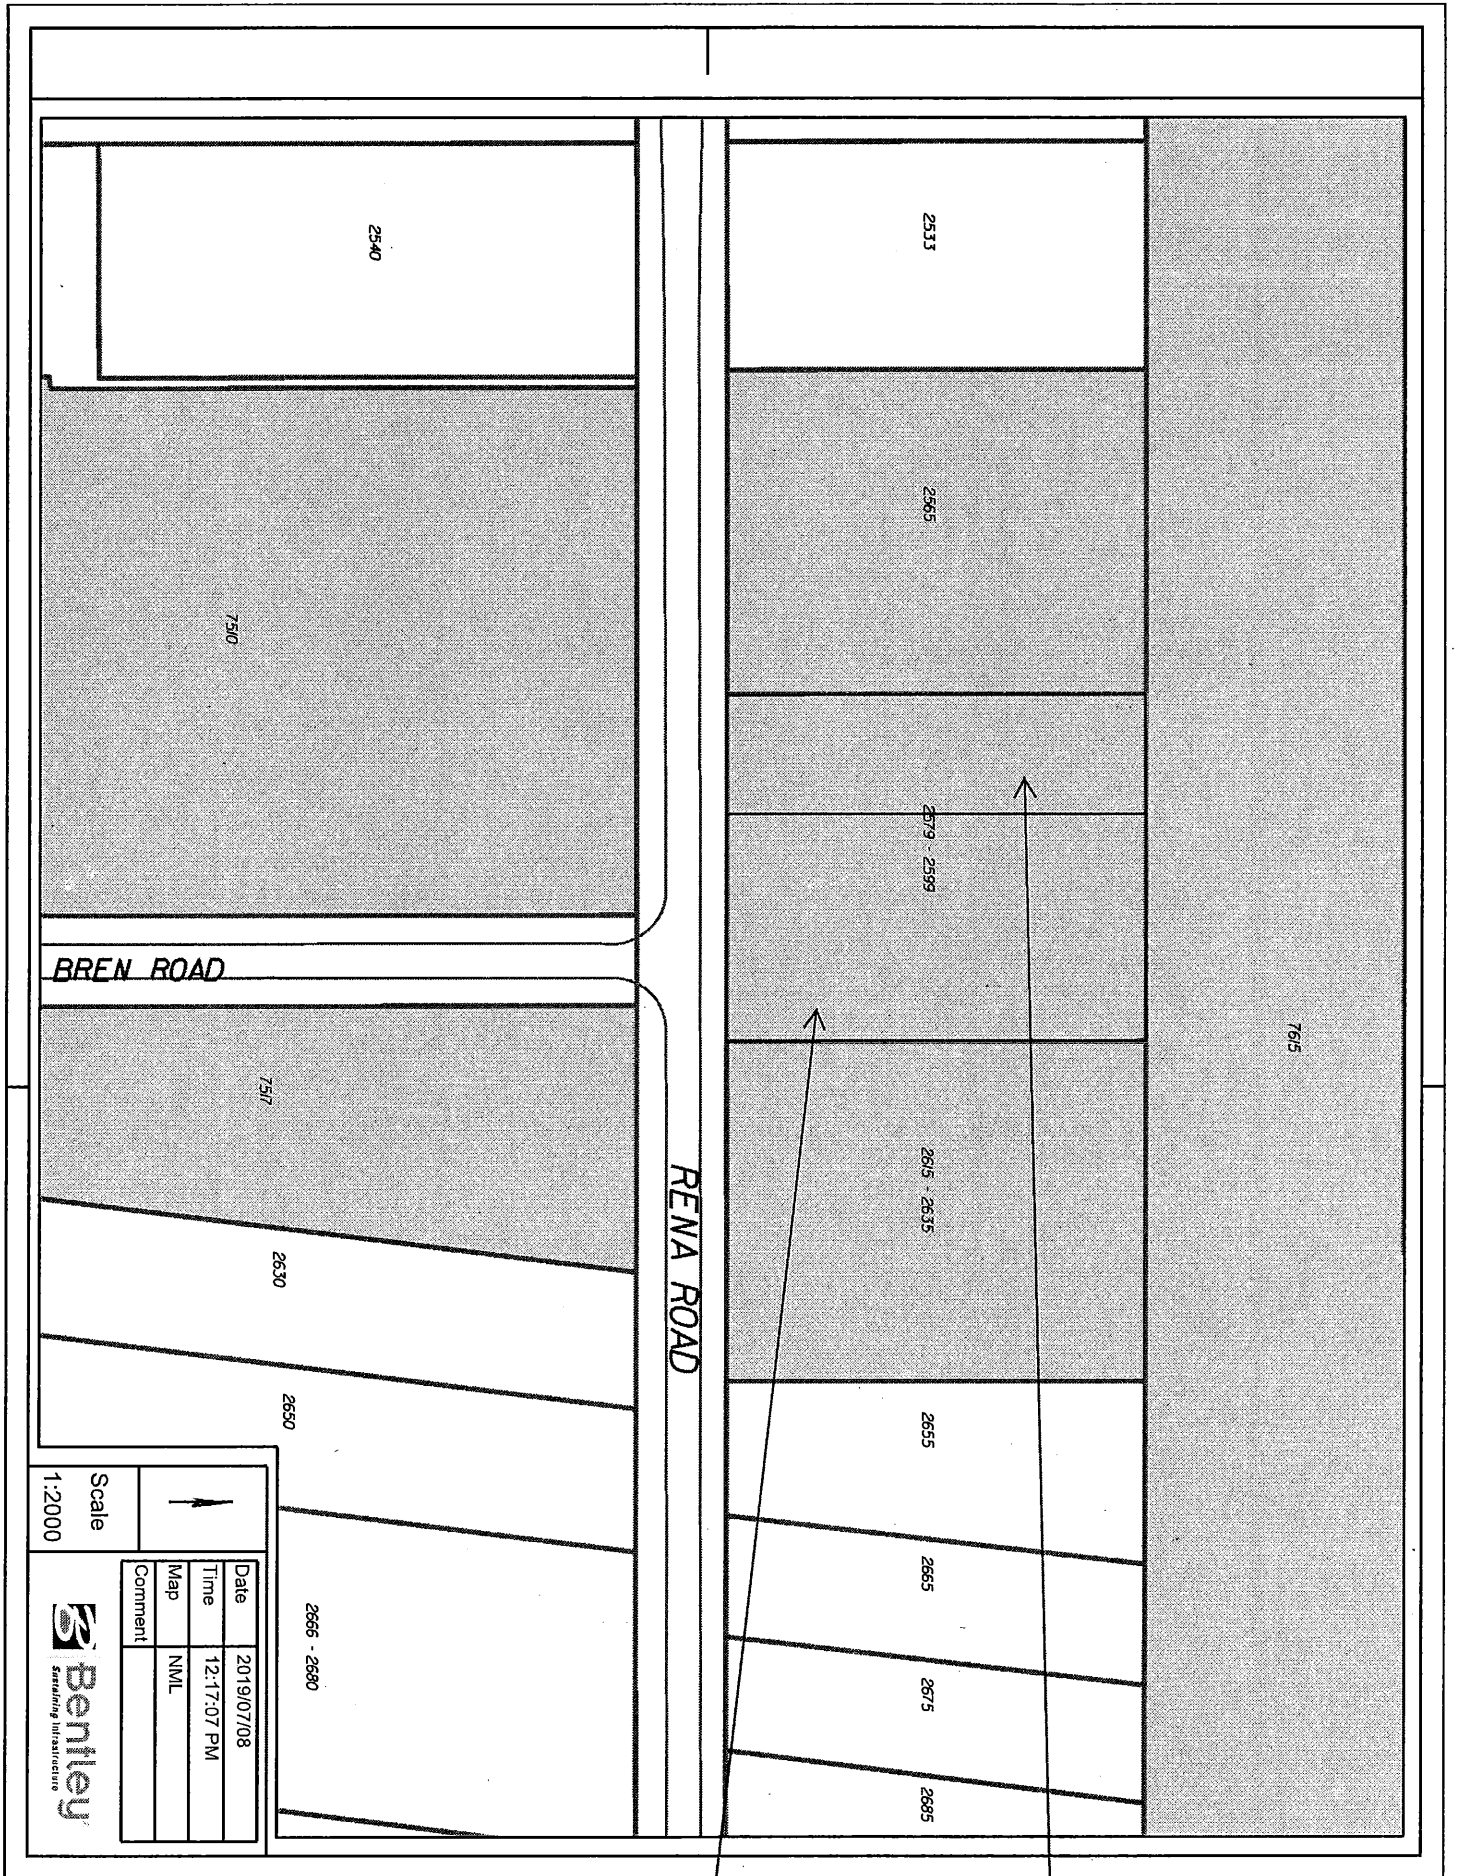 7615
2533
2565
2579 - 2599
2615 - 2635
2655
2665
2675
2685
RENA ROAD
2540
7510
BREN ROAD
7517
2630
2650
2666 - 2680
Scale
1:2000
Date 2019/07/08
Time 12:17:07 PM
Map NML
Comment
Bentley
Sustaining Infrastructure